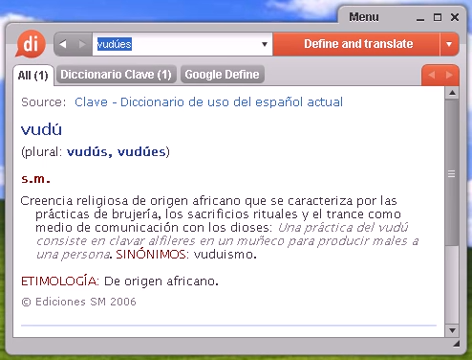 Menu
di
vudúes
Define and translate
All (1)
Diccionario Clave (1)
Google Define
Source: Clave - Diccionario de uso del español actual
vudú
(plural: vudús, vudúes)
s.m.
Creencia religiosa de origen africano que se caracteriza por las
prácticas de brujería, los sacrificios rituales y el trance como
medio de comunicación con los dioses: Una práctica del vudú
consiste en clavar alfileres en un muñeco para producir males a
una persona. SINÓNIMOS: vuduismo.
ETIMOLOGÍA: De origen africano.
© Ediciones SM 2006